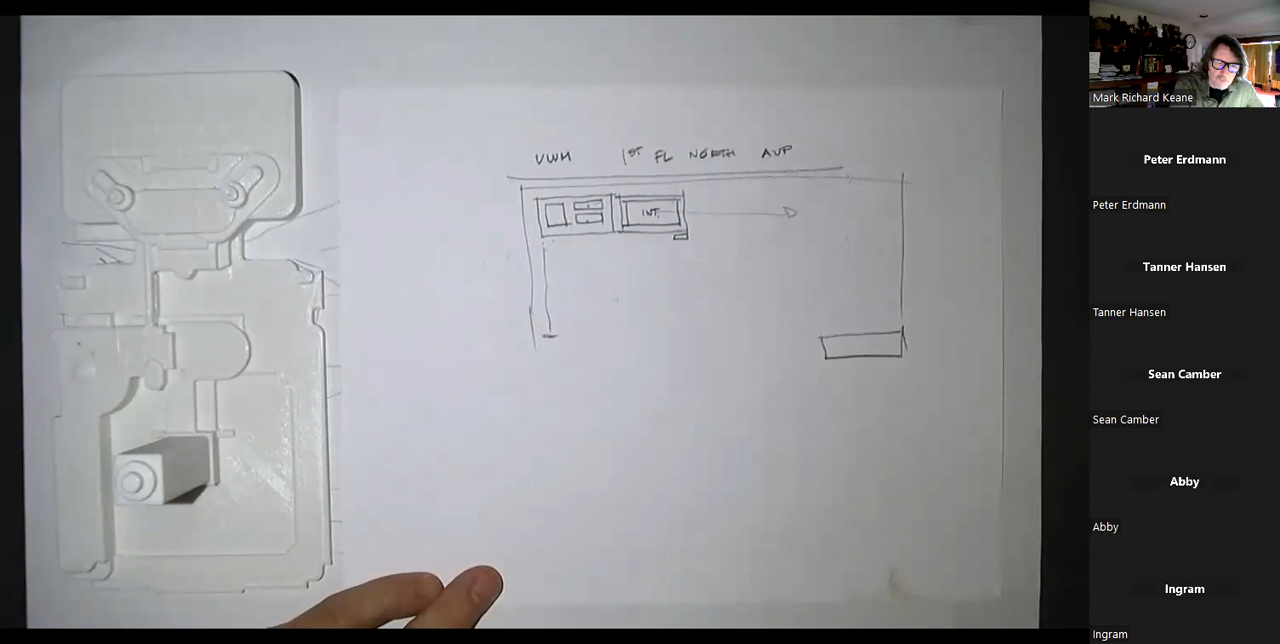 VWM 1ST FL NORTH AVP
INT.
Mark Richard Keane
Peter Erdmann
Peter Erdmann
Tanner Hansen
Tanner Hansen
Sean Camber
Sean Camber
Abby
Abby
Ingram
Ingram